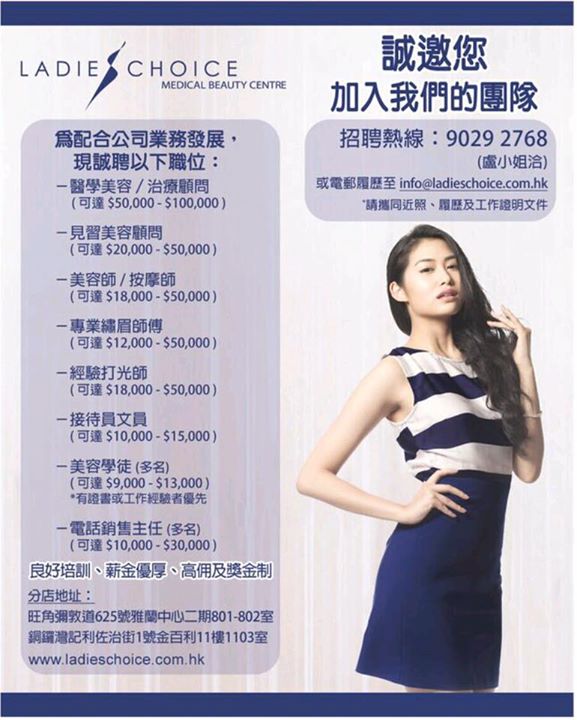 LADIE CHOICE
MEDICAL BEAUTY CENTRE
誠邀您
加入我們的團隊
招聘熱線：9029 2768
(盧小姐洽)
或電郵履歷至 info@ladieschoice.com.hk
*請攜同近照、履歷及工作證明文件
為配合公司業務發展，
現誠聘以下職位：
－醫學美容 / 治療顧問
( 可達 $50,000 - $100,000 )
－見習美容顧問
( 可達 $20,000 - $50,000 )
－美容師 / 按摩師
( 可達 $18,000 - $50,000 )
－專業繡眉師傅
( 可達 $12,000 - $50,000 )
－經驗打光師
( 可達 $18,000 - $50,000 )
－接待員文員
( 可達 $10,000 - $15,000 )
－美容學徒 (多名)
( 可達 $9,000 - $13,000 )
*有證書或工作經驗者優先
－電話銷售主任 (多名)
( 可達 $10,000 - $30,000 )
良好培訓、薪金優厚、高佣及獎金制
分店地址：
旺角彌敦道625號雅蘭中心二期801-802室
銅鑼灣記利佐治街1號金百利11樓1103室
www.ladieschoice.com.hk